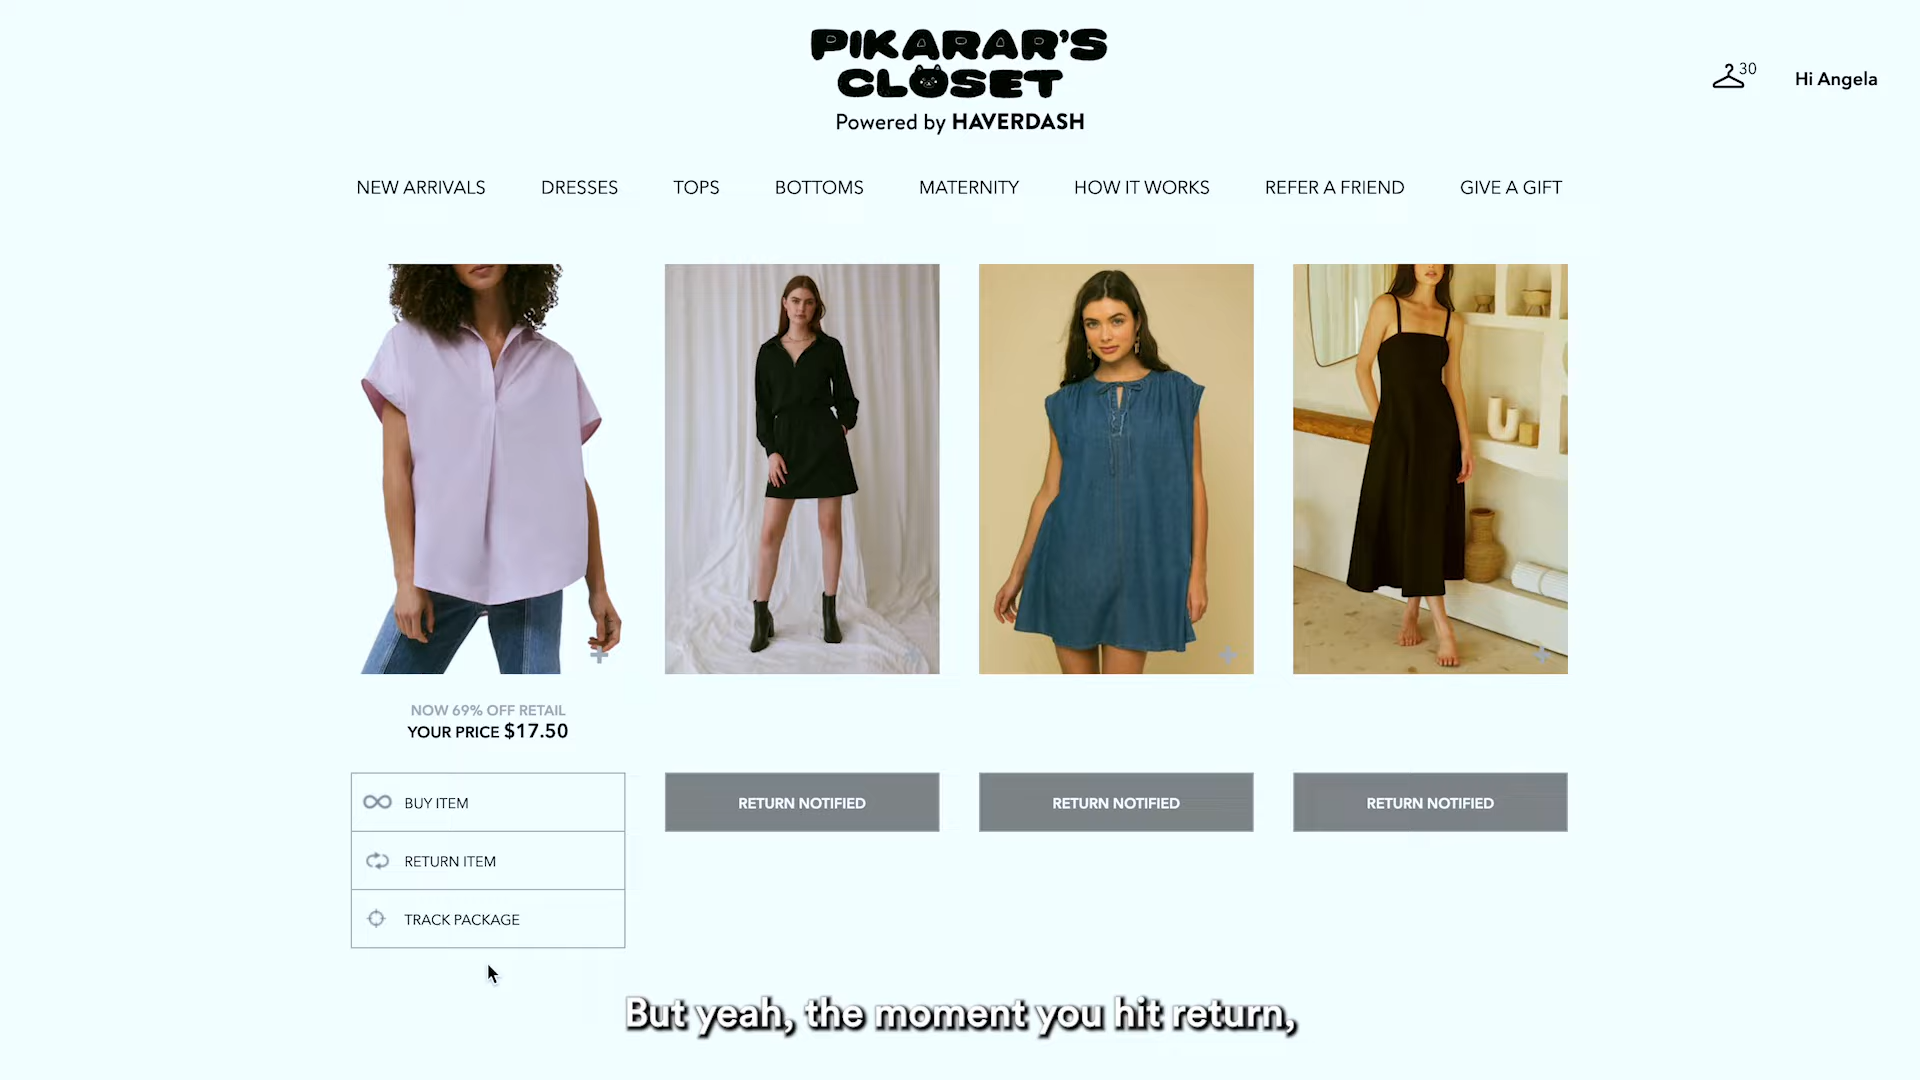 PIKARAR'S
CLOSET
Powered by HAVERDASH
30
Hi Angela
NEW ARRIVALS DRESSES TOPS BOTTOMS MATERNITY HOW IT WORKS REFER A FRIEND GIVE A GIFT
NOW 69% OFF RETAIL
YOUR PRICE $17.50
BUY ITEM
RETURN ITEM
TRACK PACKAGE
RETURN NOTIFIED
RETURN NOTIFIED
RETURN NOTIFIED
But yeah, the moment you hit return,